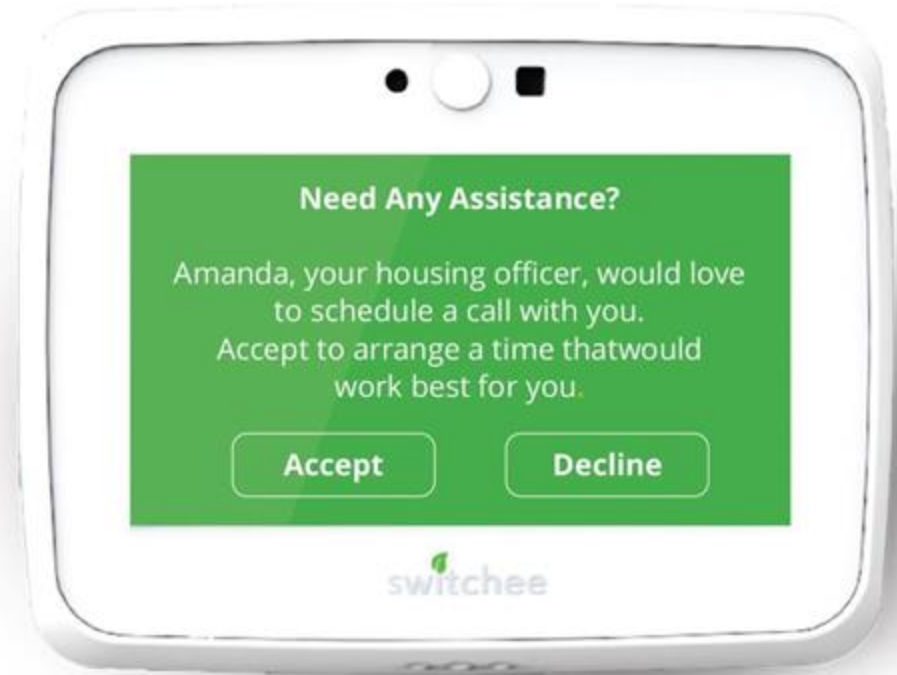 Need Any Assistance?
Amanda, your housing officer, would love
to schedule a call with you.
Accept to arrange a time thatwould
work best for you.
Accept Decline
switchee